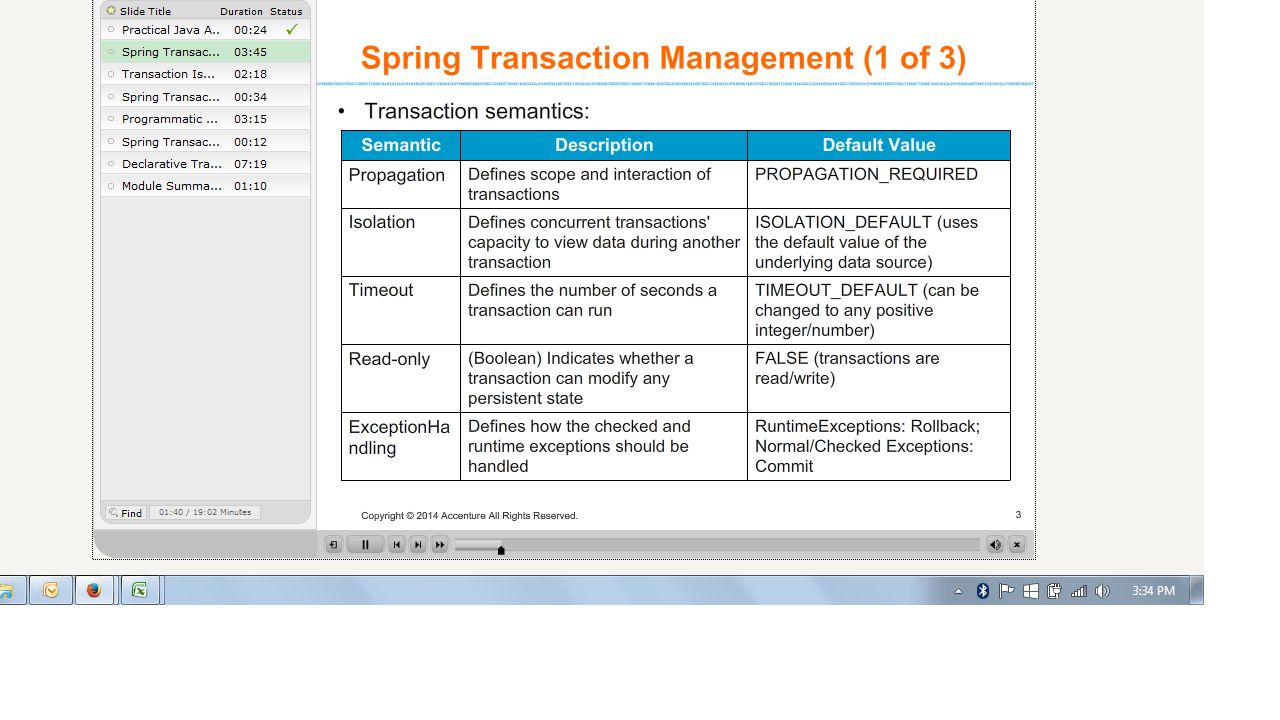 Slide Title Duration Status
Practical Java A.. 00:24
Spring Transac... 03:45
Transaction Is... 02:18
Spring Transac... 00:34
Programmatic ... 03:15
Spring Transac... 00:12
Declarative Tra... 07:19
Module Summa... 01:10
Find 01:40 / 19:02 Minutes
Spring Transaction Management (1 of 3)
• Transaction semantics:
Semantic Description Default Value
Propagation Defines scope and interaction of PROPAGATION_REQUIRED
transactions
Isolation Defines concurrent transactions' ISOLATION_DEFAULT (uses
capacity to view data during another the default value of the
transaction underlying data source)
Timeout Defines the number of seconds a TIMEOUT_DEFAULT (can be
transaction can run changed to any positive
integer/number)
Read-only (Boolean) Indicates whether a FALSE (transactions are
transaction can modify any read/write)
persistent state
ExceptionHa Defines how the checked and RuntimeExceptions: Rollback;
ndling runtime exceptions should be Normal/Checked Exceptions:
handled Commit
Copyright © 2014 Accenture All Rights Reserved. 3
3:34 PM